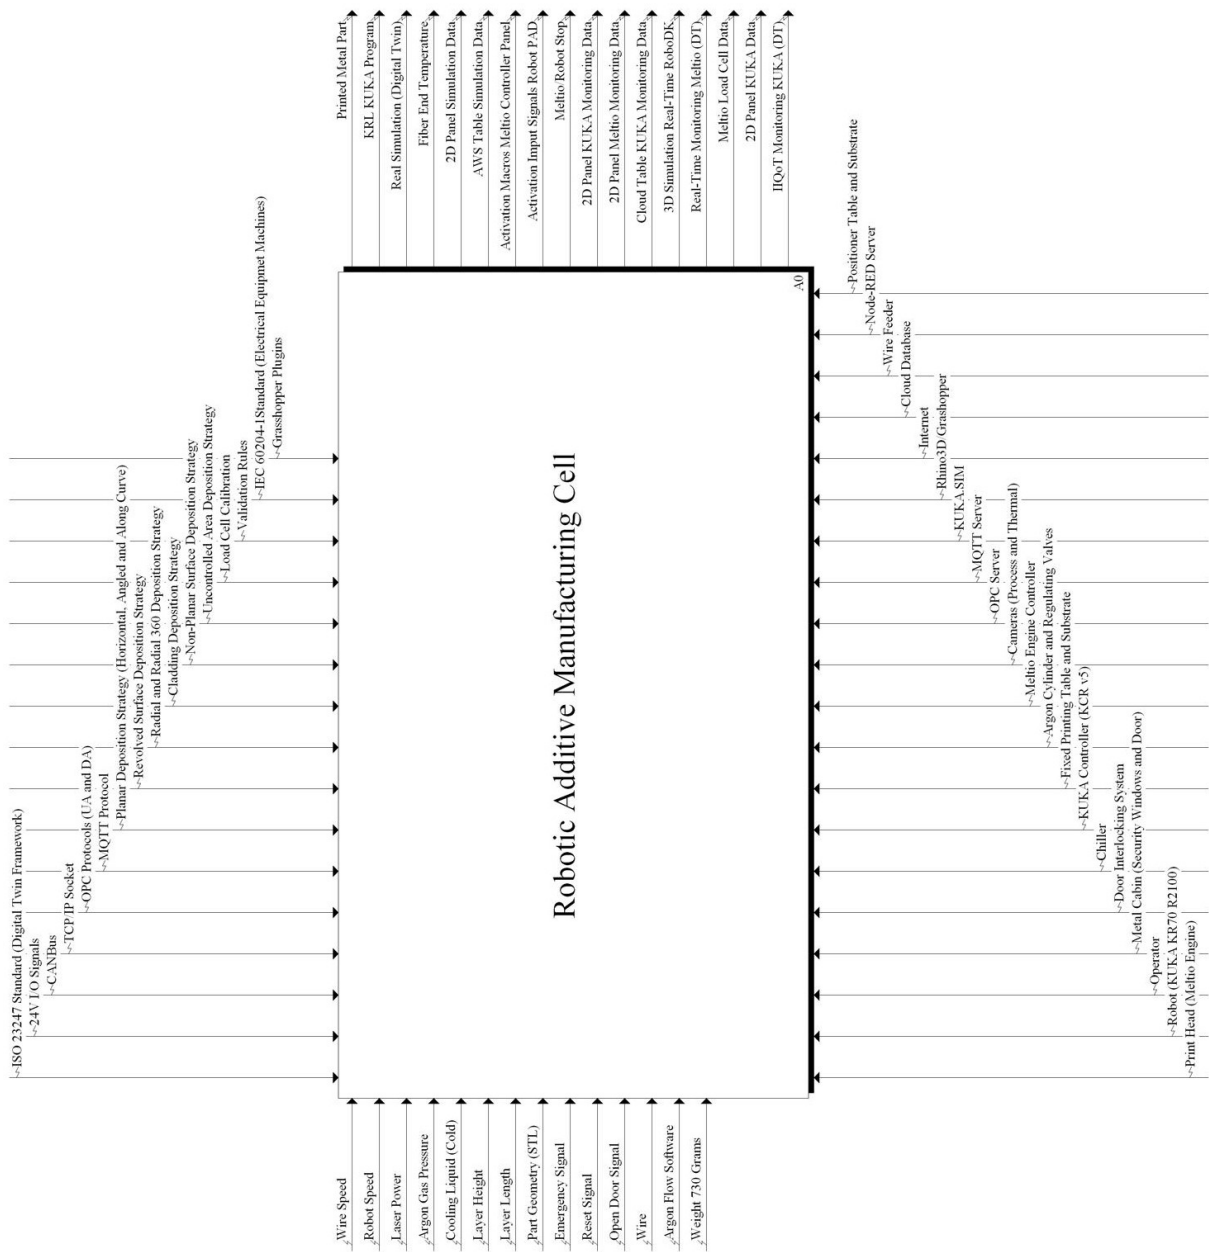 ISO 23247 Standard (Digital Twin Framework)
24V I/O Signals
CANBus
TCP/IP Socket
OPC Protocols (UA and DA)
MQTT Protocol
Planar Deposition Strategy (Horizontal, Angled and Along Curve)
Revolved Surface Deposition Strategy
Radial and Radial 360 Deposition Strategy
Cladding Deposition Strategy
Non-Planar Surface Deposition Strategy
Uncontrolled Area Deposition Strategy
Load Cell Calibration
Validation Rules
IEC 60204-1Standard (Electrical Equipmet Machines)
Grasshopper Plugins
Wire Speed
Robot Speed
Laser Power
Argon Gas Pressure
Cooling Liquid (Cold)
Layer Height
Layer Length
Part Geometry (STL)
Emergency Signal
Reset Signal
Open Door Signal
Wire
Argon Flow Software
Weight 730 Grams
Robotic Additive Manufacturing Cell
A0
Printed Metal Part
KRL KUKA Program
Real Simulation (Digital Twin)
Fiber End Temperature
2D Panel Simulation Data
AWS Table Simulation Data
Activation Macros Meltio Controller Panel
Activation Imput Signals Robot PAD
Meltio/Robot Stop
2D Panel KUKA Monitoring Data
2D Panel Meltio Monitoring Data
Cloud Table KUKA Monitoring Data
3D Simulation Real-Time RoboDK
Real-Time Monitoring Meltio (DT)
Meltio Load Cell Data
2D Panel KUKA Data
IIQoT Monitoring KUKA (DT)
Positioner Table and Substrate
Node-RED Server
Wire Feeder
Cloud Database
Internet
Rhino3D Grashopper
KUKA.SIM
MQTT Server
OPC Server
Cameras (Process and Thermal)
Meltio Engine Controller
Argon Cylinder and Regulating Valves
Fixed Printing Table and Substrate
KUKA Controller (KCR v5)
Chiller
Door Interlocking System
Metal Cabin (Security Windows and Door)
Operator
Robot (KUKA KR70 R2100)
Print Head (Meltio Engine)